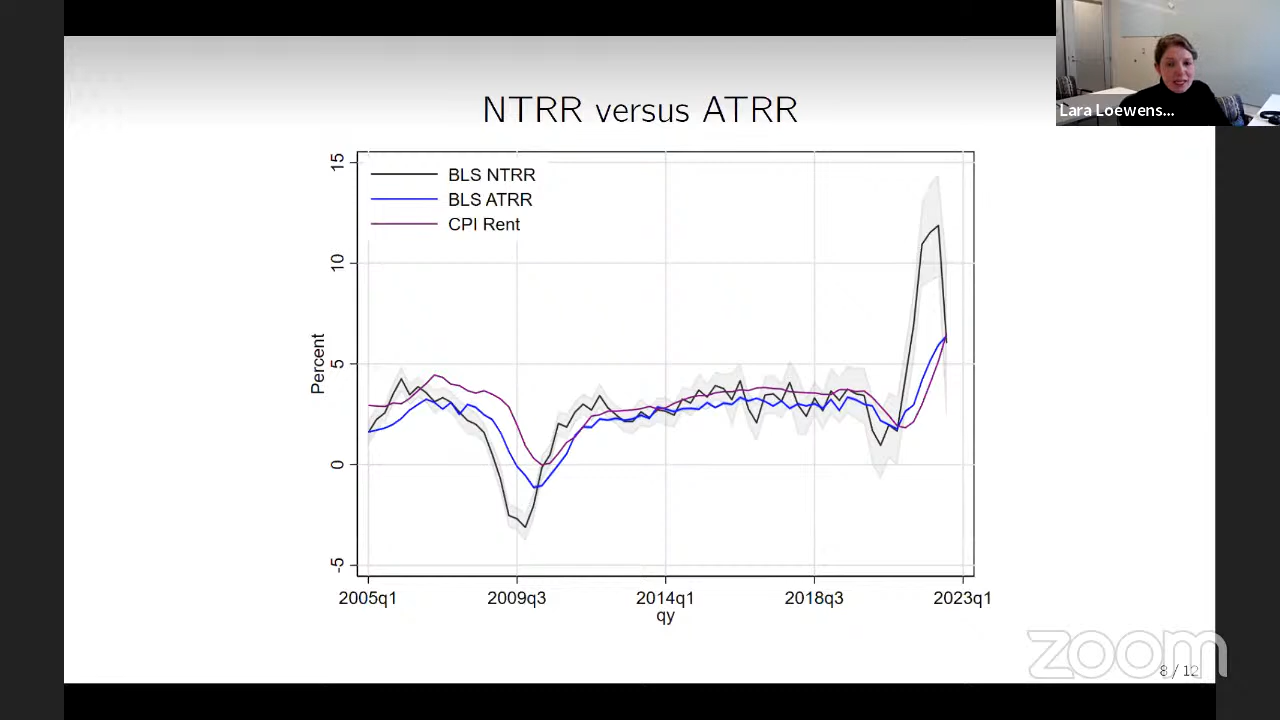 Lara Loewens...
NTRR versus ATRR
BLS NTRR
BLS ATRR
CPI Rent
15
10
5
0
-5
Percent
2005q1
2009q3
2014q1
2018q3
2023q1
qy
zoom
8 / 12